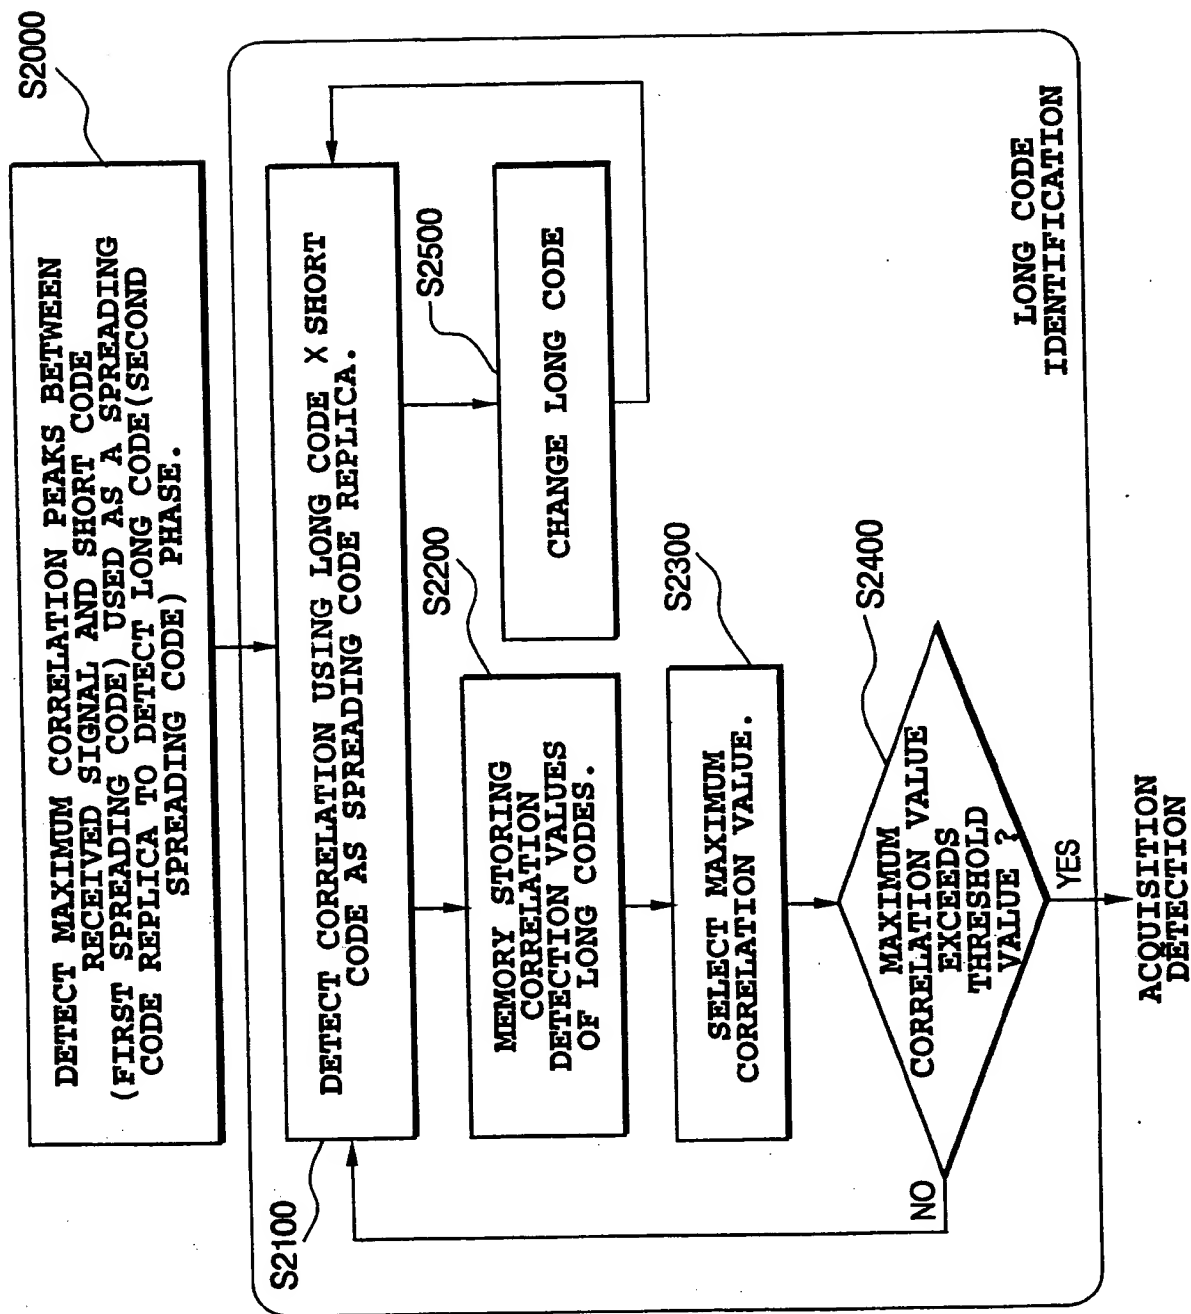 S2000
DETECT MAXIMUM CORRELATION PEAKS BETWEEN
RECEIVED SIGNAL AND SHORT CODE
(FIRST SPREADING CODE) USED AS A SPREADING
CODE REPLICA TO DETECT LONG CODE(SECOND
SPREADING CODE) PHASE.
S2100
DETECT CORRELATION USING LONG CODE X SHORT
CODE AS SPREADING CODE REPLICA.
S2200
MEMORY STORING
CORRELATION
DETECTION VALUES
OF LONG CODES.
S2500
CHANGE LONG CODE
S2300
SELECT MAXIMUM
CORRELATION VALUE.
S2400
MAXIMUM
CORRELATION VALUE
EXCEEDS
THRESHOLD
VALUE ?
NO
YES
LONG CODE
IDENTIFICATION
ACQUISITION
DETECTION